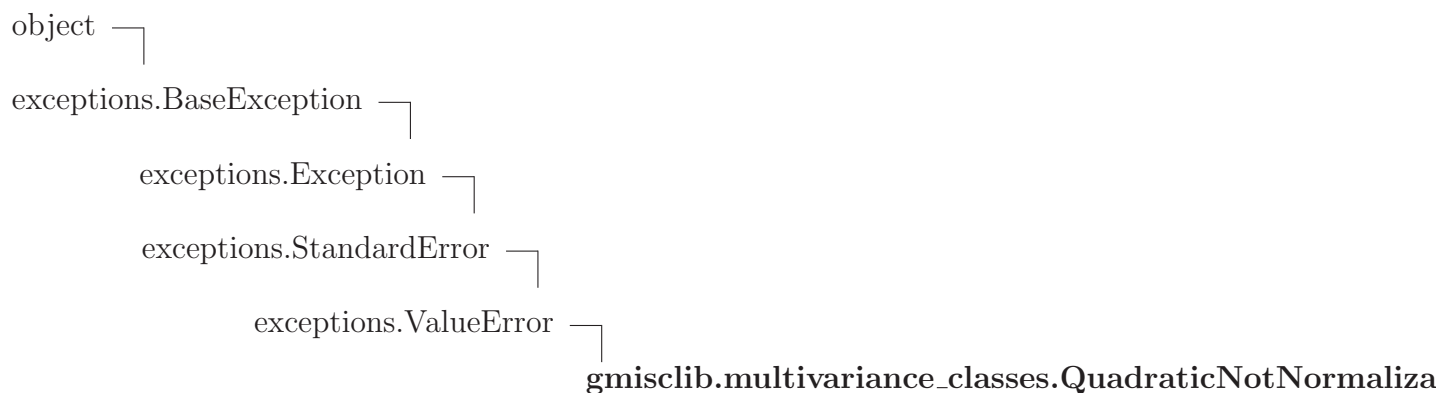 object
exceptions.BaseException
exceptions.Exception
exceptions.StandardError
exceptions.ValueError
gmisclib.multivariance_classes.QuadraticNotNormaliza